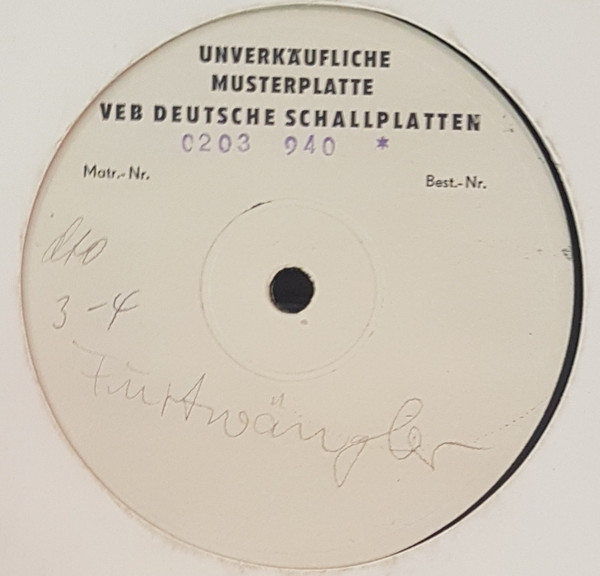 UNVERKÄUFLICHE
MUSTERPLATTE
VEB DEUTSCHE SCHALLPLATTEN
0203 940 *
Matr.-Nr.
Best.-Nr.
dto
3-4
Furtwängler